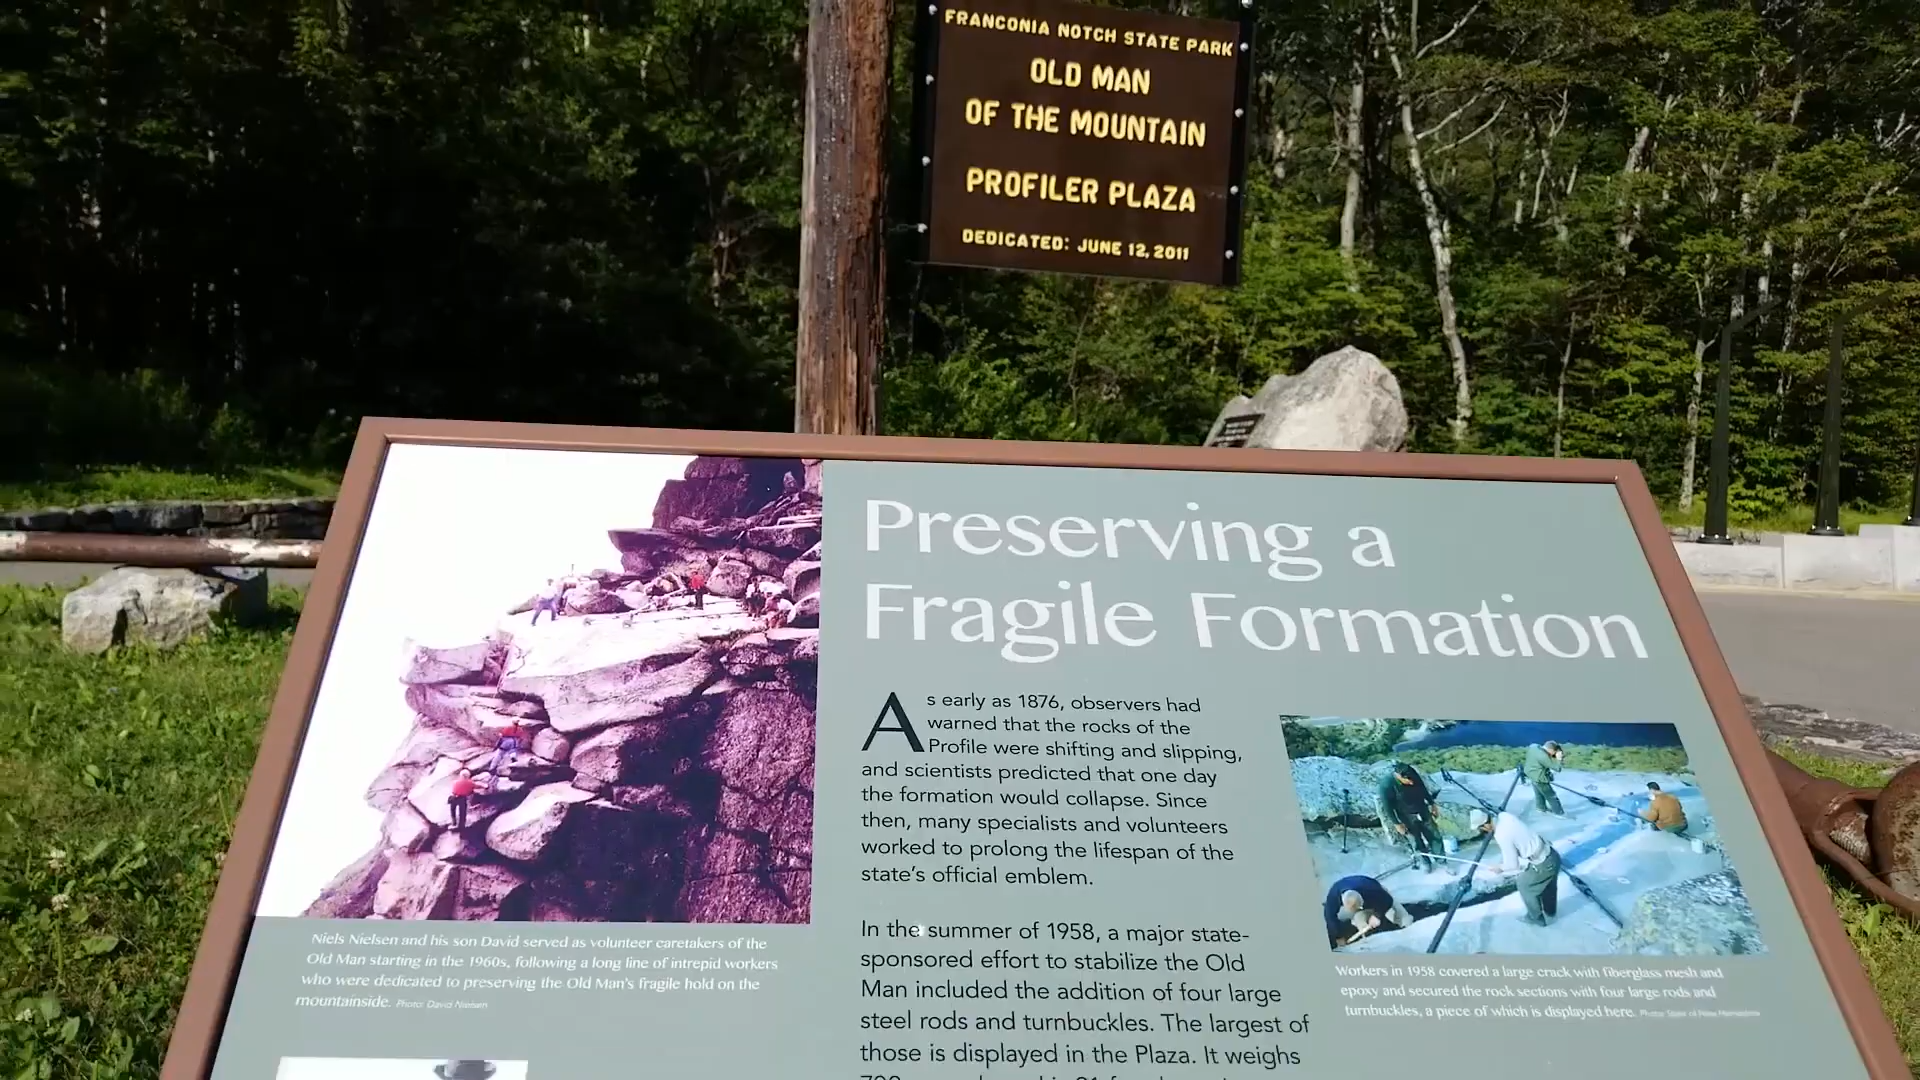 FRANCONIA NOTCH STATE PARK
OLD MAN
OF THE MOUNTAIN
PROFILER PLAZA
DEDICATED: JUNE 12, 2011
Preserving a
Fragile Formation
As early as 1876, observers had
warned that the rocks of the
Profile were shifting and slipping,
and scientists predicted that one day
the formation would collapse. Since
then, many specialists and volunteers
worked to prolong the lifespan of the
state's official emblem.
In the summer of 1958, a major state-
sponsored effort to stabilize the Old
Man included the addition of four large
steel rods and turnbuckles. The largest of
those is displayed in the Plaza. It weighs
Niels Nielsen and his son David served as volunteer caretakers of the
Old Man starting in the 1960s, following a long line of intrepid workers
who were dedicated to preserving the Old Man's fragile hold on the
mountainside. Photo: David Nielsen
Workers in 1958 covered a large crack with fiberglass mesh and
epoxy and secured the rock sections with four large rods and
turnbuckles, a piece of which is displayed here. Photo: State of New Hampshire